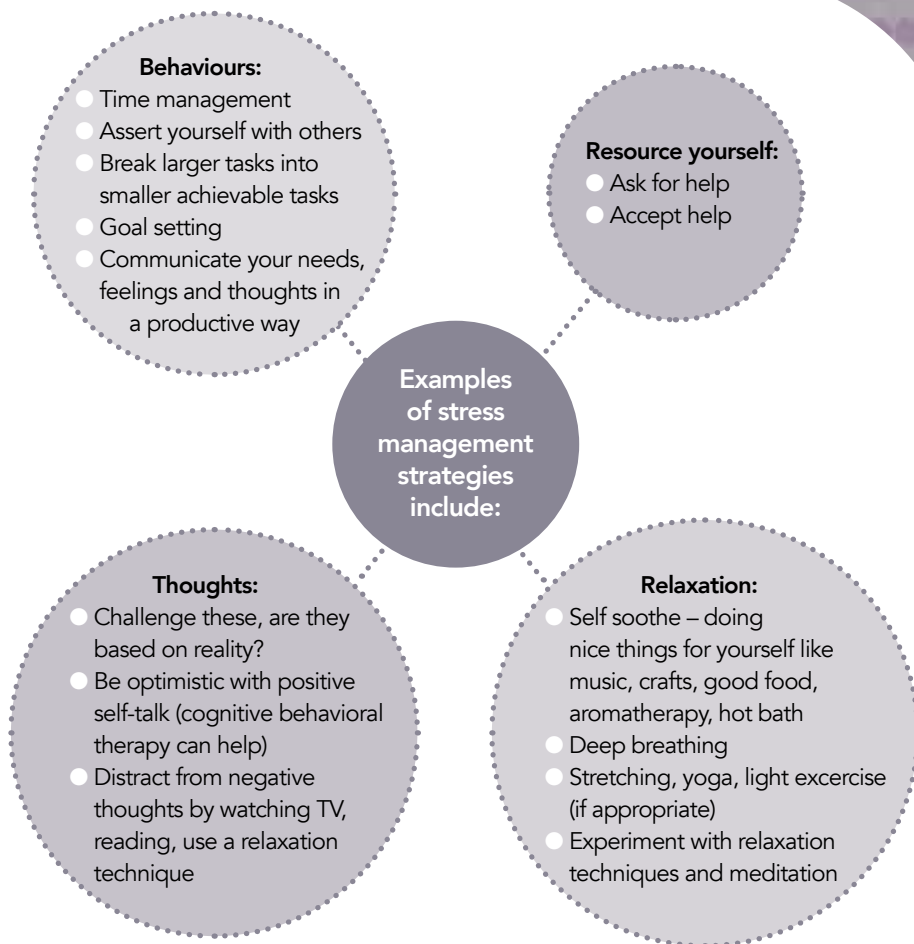 Behaviours:
Time management
Assert yourself with others
Break larger tasks into
smaller achievable tasks
Goal setting
Communicate your needs,
feelings and thoughts in
a productive way
Resource yourself:
Ask for help
Accept help
Examples
of stress
management
strategies
include:
Thoughts:
Challenge these, are they
based on reality?
Be optimistic with positive
self-talk (cognitive behavioral
therapy can help)
Distract from negative
thoughts by watching TV,
reading, use a relaxation
technique
Relaxation:
Self soothe – doing
nice things for yourself like
music, crafts, good food,
aromatherapy, hot bath
Deep breathing
Stretching, yoga, light excercise
(if appropriate)
Experiment with relaxation
techniques and meditation